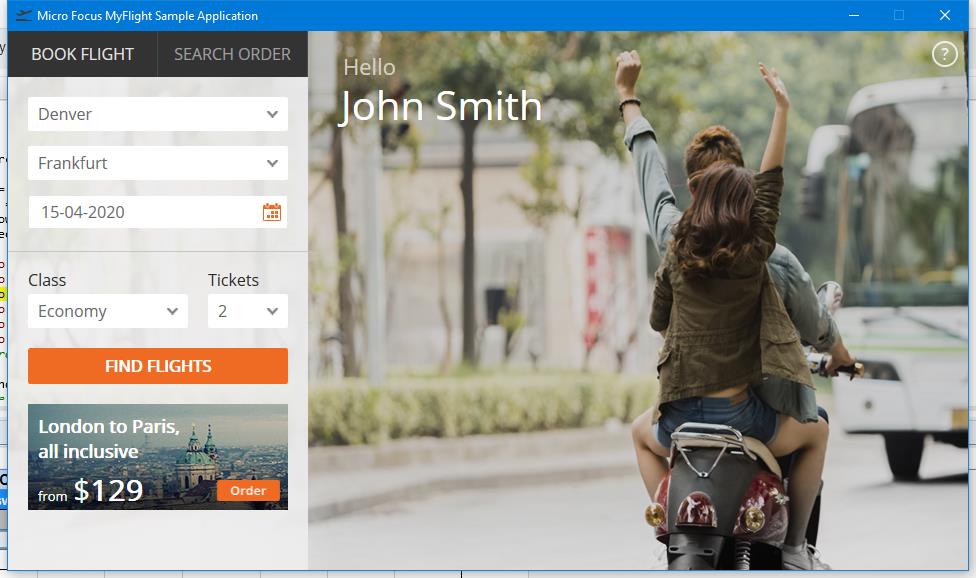 Micro Focus MyFlight Sample Application
BOOK FLIGHT
SEARCH ORDER
Denver
Frankfurt
15-04-2020
Class
Tickets
Economy
2
FIND FLIGHTS
London to Paris,
all inclusive
from $129
Order
Hello
John Smith
?